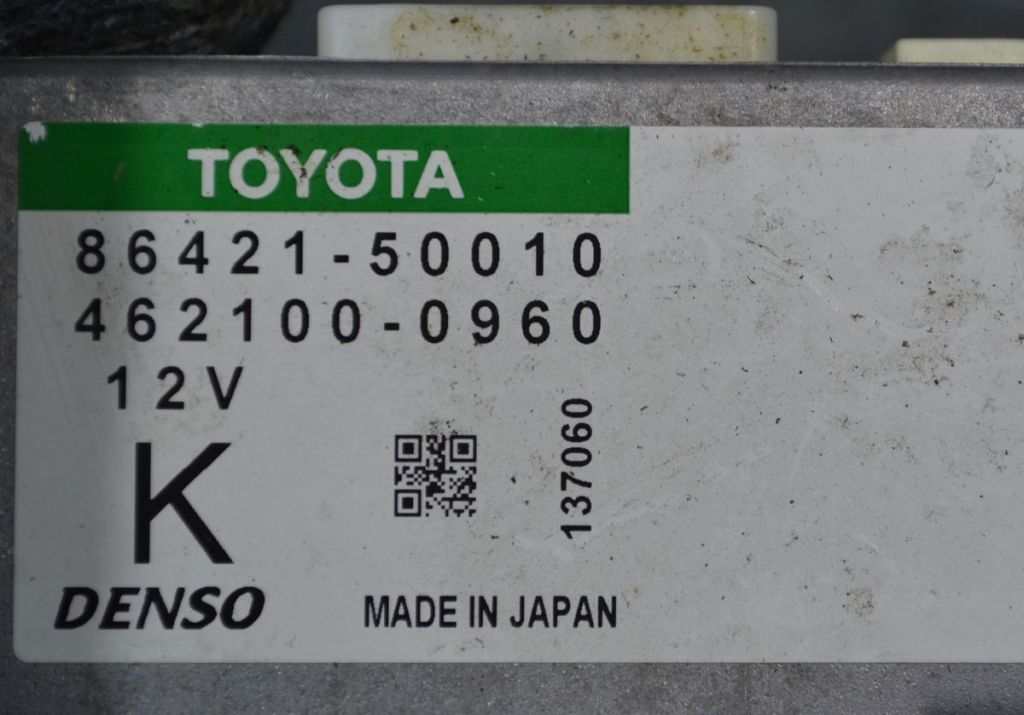 TOYOTA
86421-50010
462100-0960
12V
K
137060
DENSO
MADE IN JAPAN